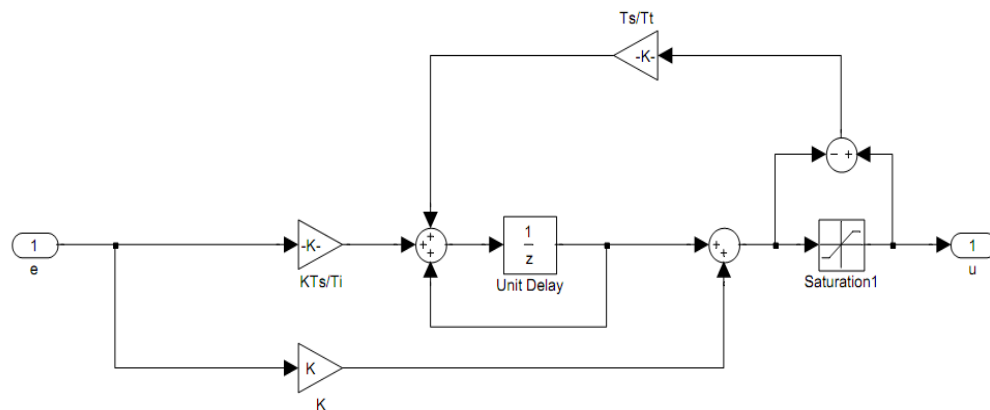 Ts/Tt
-K-
- +
1
e
-K-
KTs/Ti
+
+
+
1
z
Unit Delay
+
+
Saturation1
1
u
K
K